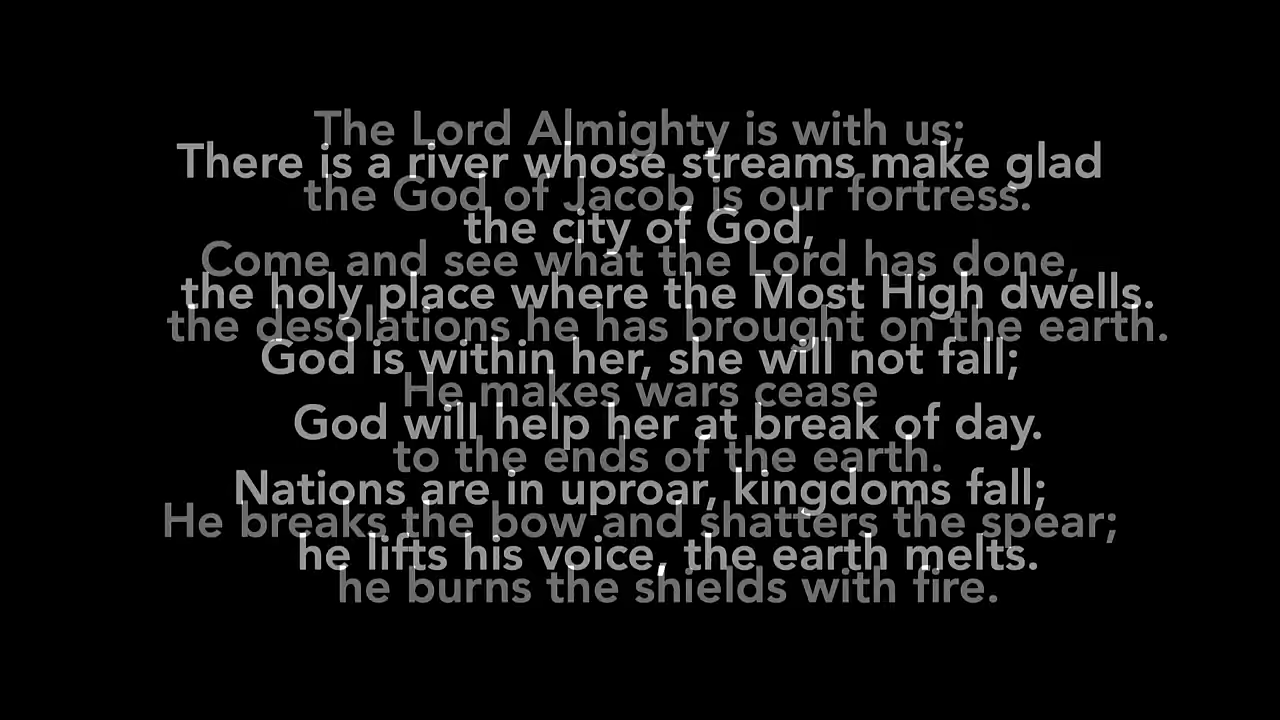 The Lord Almighty is with us;
There is a river whose streams make glad
the God of Jacob is our fortress.
the city of God,
Come and see what the Lord has done,
the holy place where the Most High dwells.
the desolations he has brought on the earth.
God is within her, she will not fall;
He makes wars cease
God will help her at break of day.
to the ends of the earth.
Nations are in uproar, kingdoms fall;
He breaks the bow and shatters the spear;
he lifts his voice, the earth melts.
he burns the shields with fire.